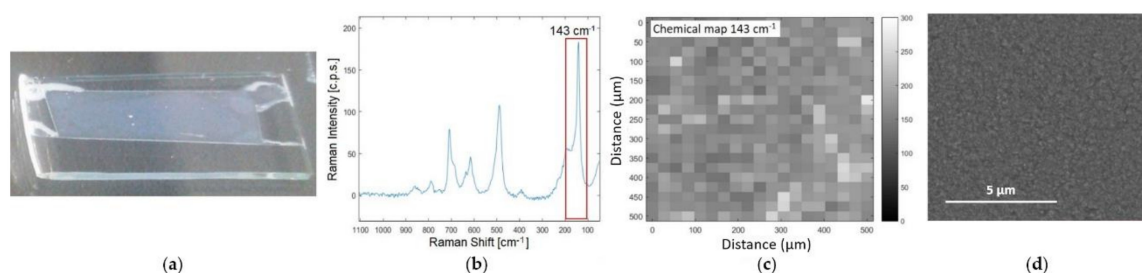 143 cm⁻¹
Raman Intensity [c.p.s.]
200
150
100
50
0
1100 1000 900 800 700 600 500 400 300 200 100
Raman Shift [cm⁻¹]
Chemical map 143 cm⁻¹
Distance (µm)
0
50
100
150
200
250
300
350
400
450
500
0 100 200 300 400 500
Distance (µm)
300
250
200
150
100
50
0
5 µm
(a) (b) (c) (d)